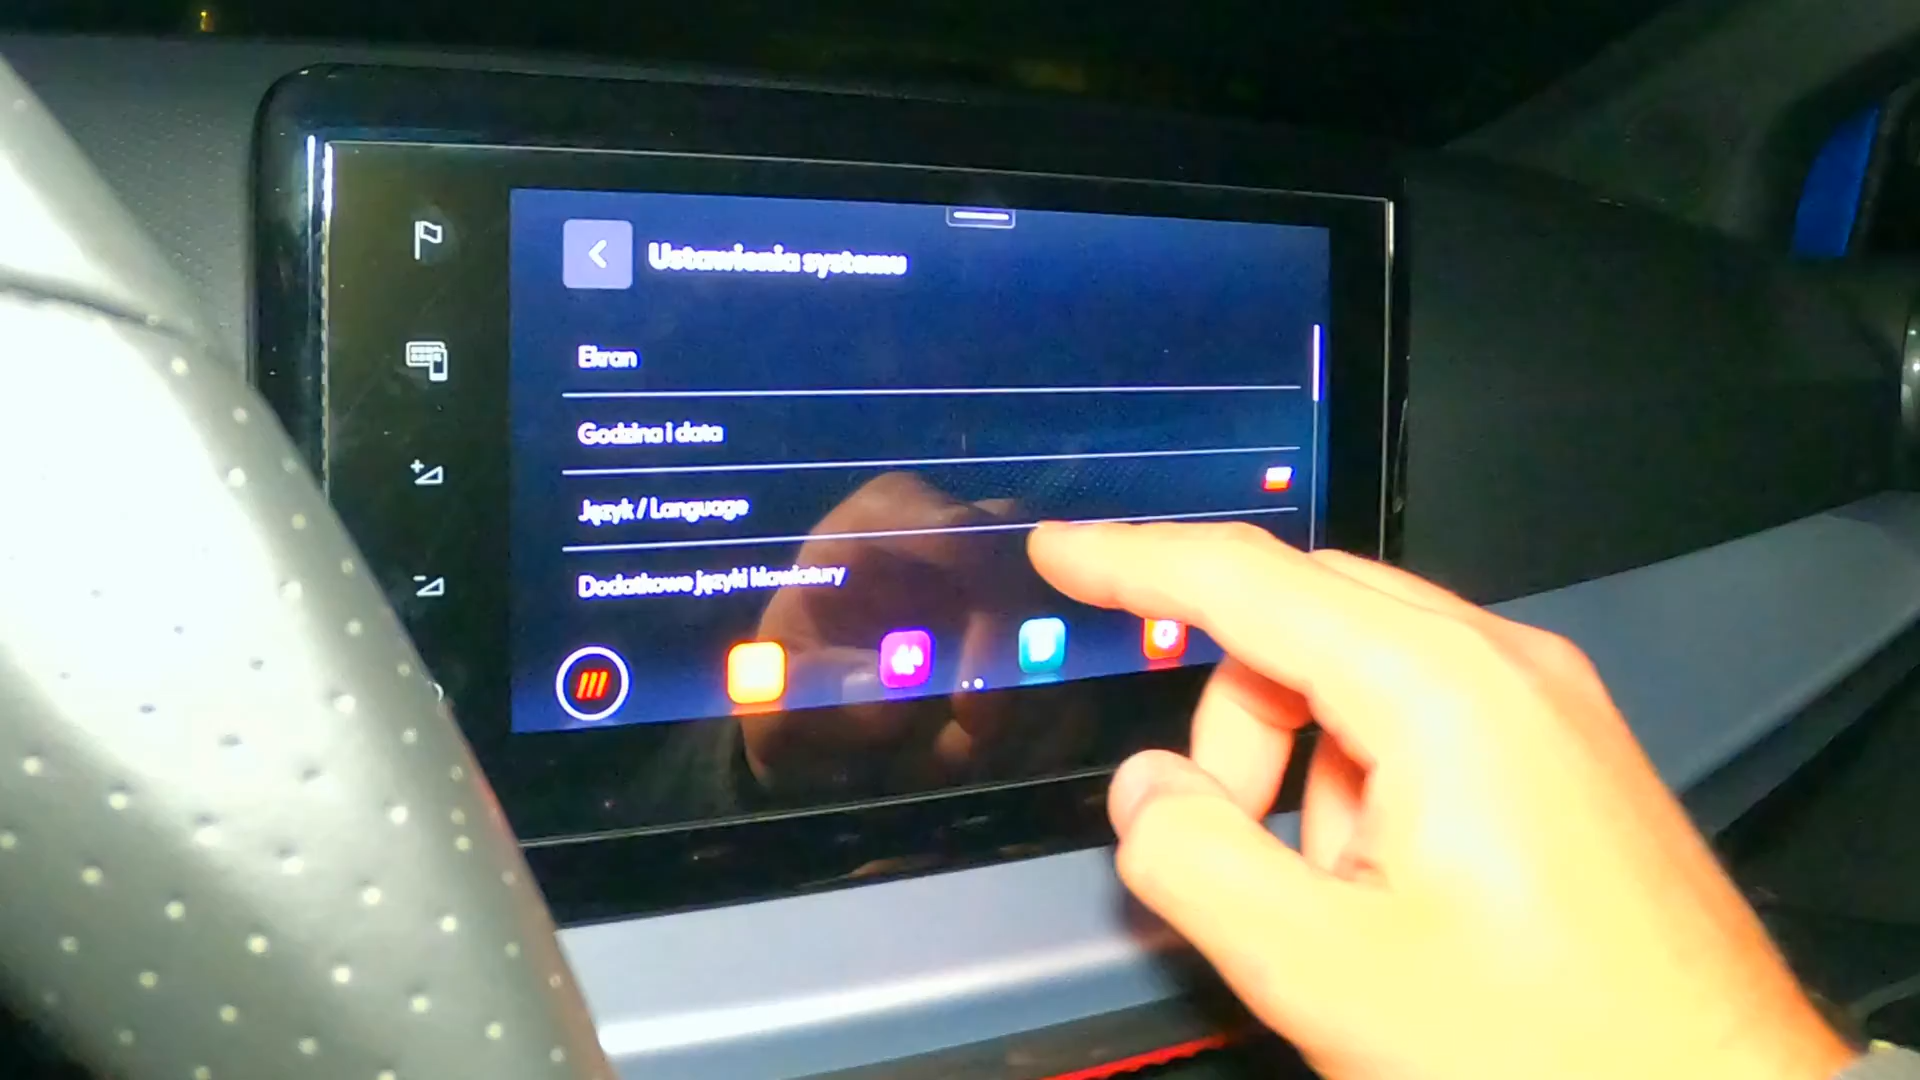 Ustawienia systemu
Ekran
Godzina i data
Język / Language
Dodatkowe języki klawiatury